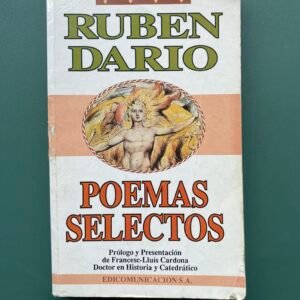 RUBEN
DARIO
POEMAS
SELECTOS
Prólogo y Presentación
de Francesc-Lluís Cardona
Doctor en Historia y Catedrático
EDICOMUNICACION S.A.